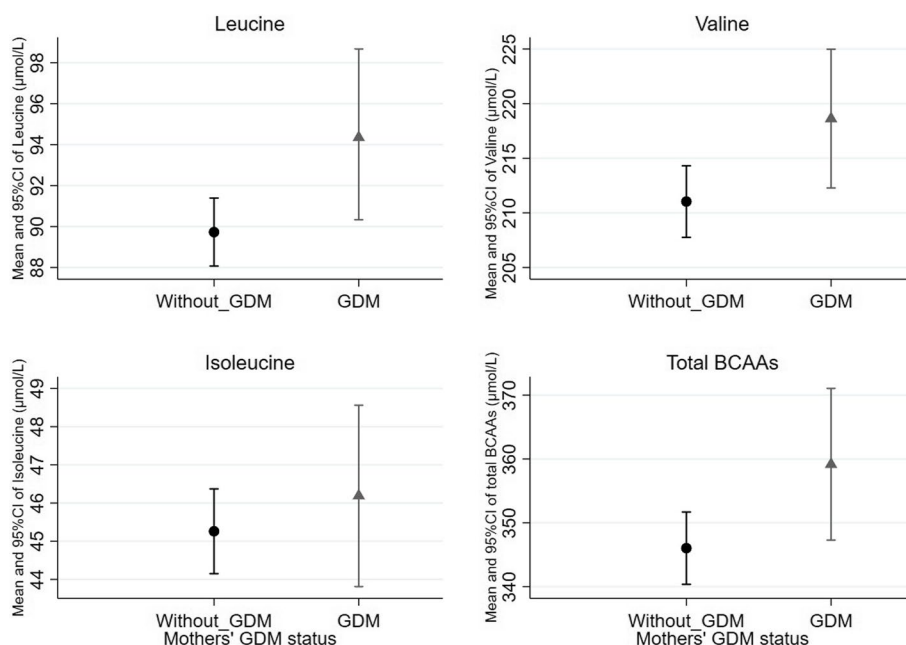 Leucine
Mean and 95%CI of Leucine (µmol/L)
98
96
94
92
90
88
Without_GDM GDM
Valine
Mean and 95%CI of Valine (µmol/L)
225
220
215
210
205
Without_GDM GDM
Isoleucine
Mean and 95%CI of Isoleucine (µmol/L)
49
48
47
46
45
44
Without_GDM GDM
Mothers' GDM status
Total BCAAs
Mean and 95%CI of total BCAAs (µmol/L)
370
360
350
340
Without_GDM GDM
Mothers' GDM status